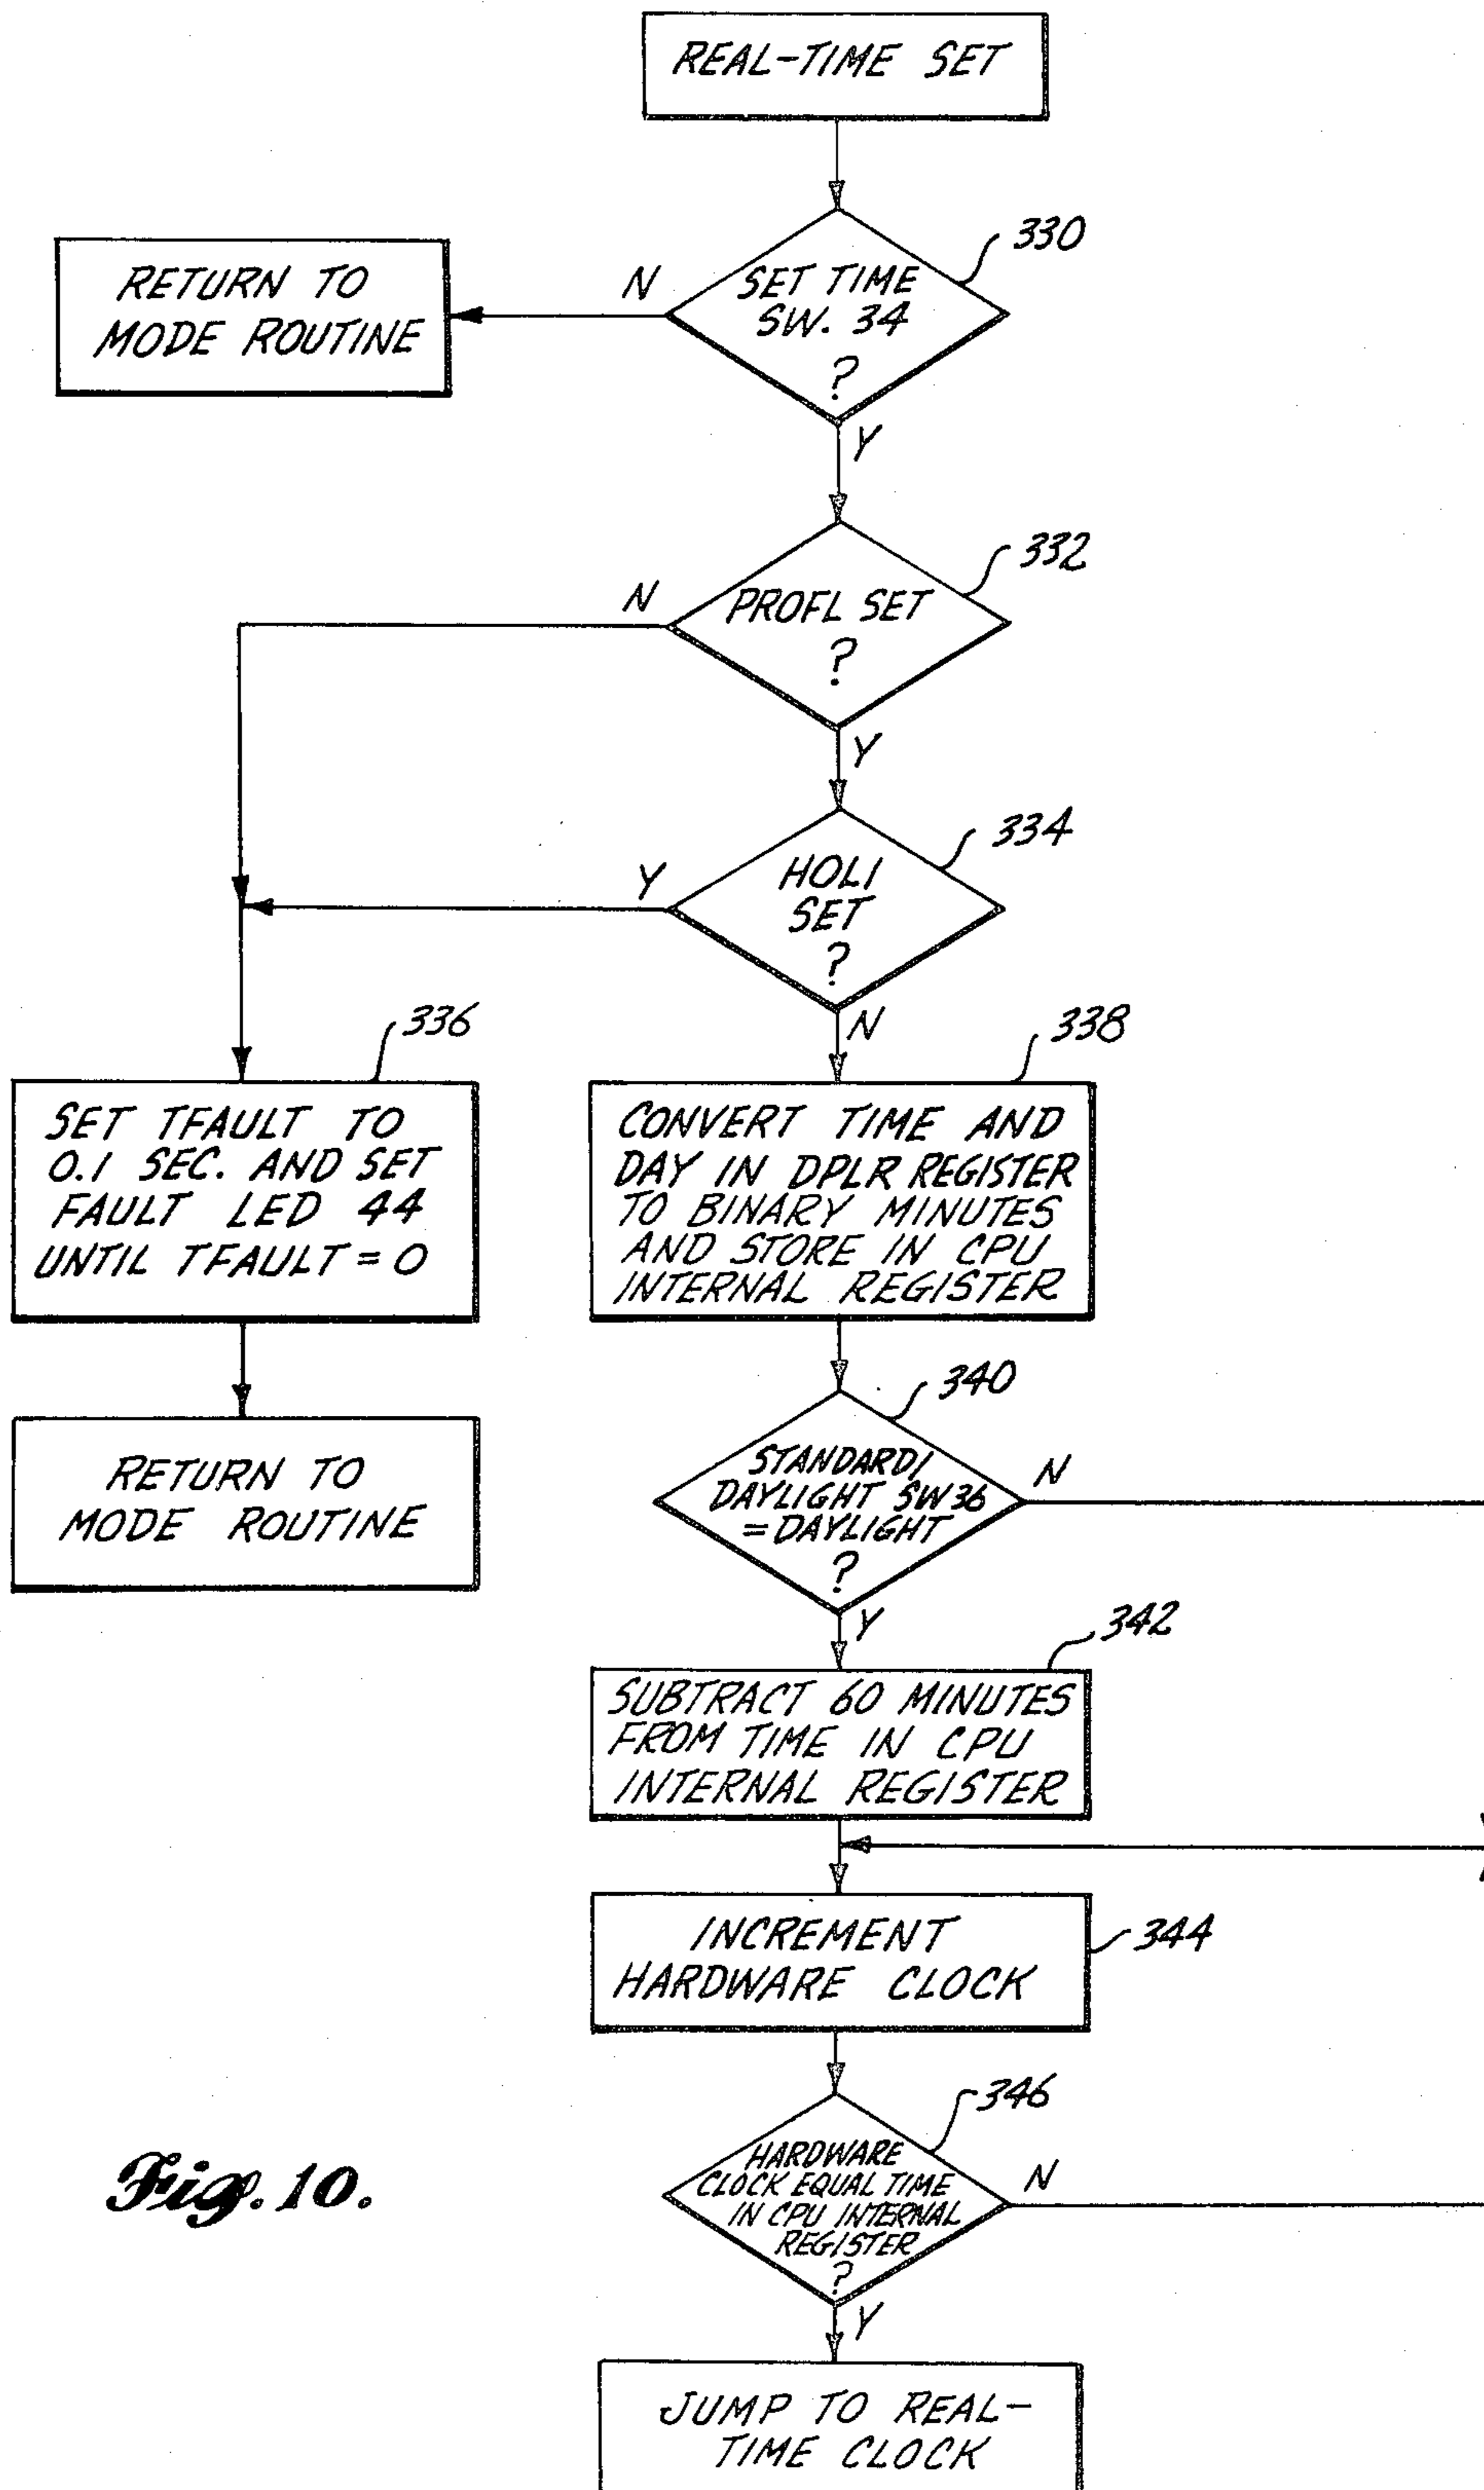 REAL-TIME SET
330
SET TIME
SW. 34
?
N
RETURN TO
MODE ROUTINE
Y
332
PROFL SET
?
N
Y
334
HOLI
SET
?
Y
N
336
SET TFAULT TO
0.1 SEC. AND SET
FAULT LED 44
UNTIL TFAULT = 0
338
CONVERT TIME AND
DAY IN DPLR REGISTER
TO BINARY MINUTES
AND STORE IN CPU
INTERNAL REGISTER
RETURN TO
MODE ROUTINE
340
STANDARD/
DAYLIGHT SW36
= DAYLIGHT
?
N
Y
342
SUBTRACT 60 MINUTES
FROM TIME IN CPU
INTERNAL REGISTER
344
INCREMENT
HARDWARE CLOCK
346
HARDWARE
CLOCK EQUAL TIME
IN CPU INTERNAL
REGISTER
?
N
Y
Fig. 10.
JUMP TO REAL-
TIME CLOCK